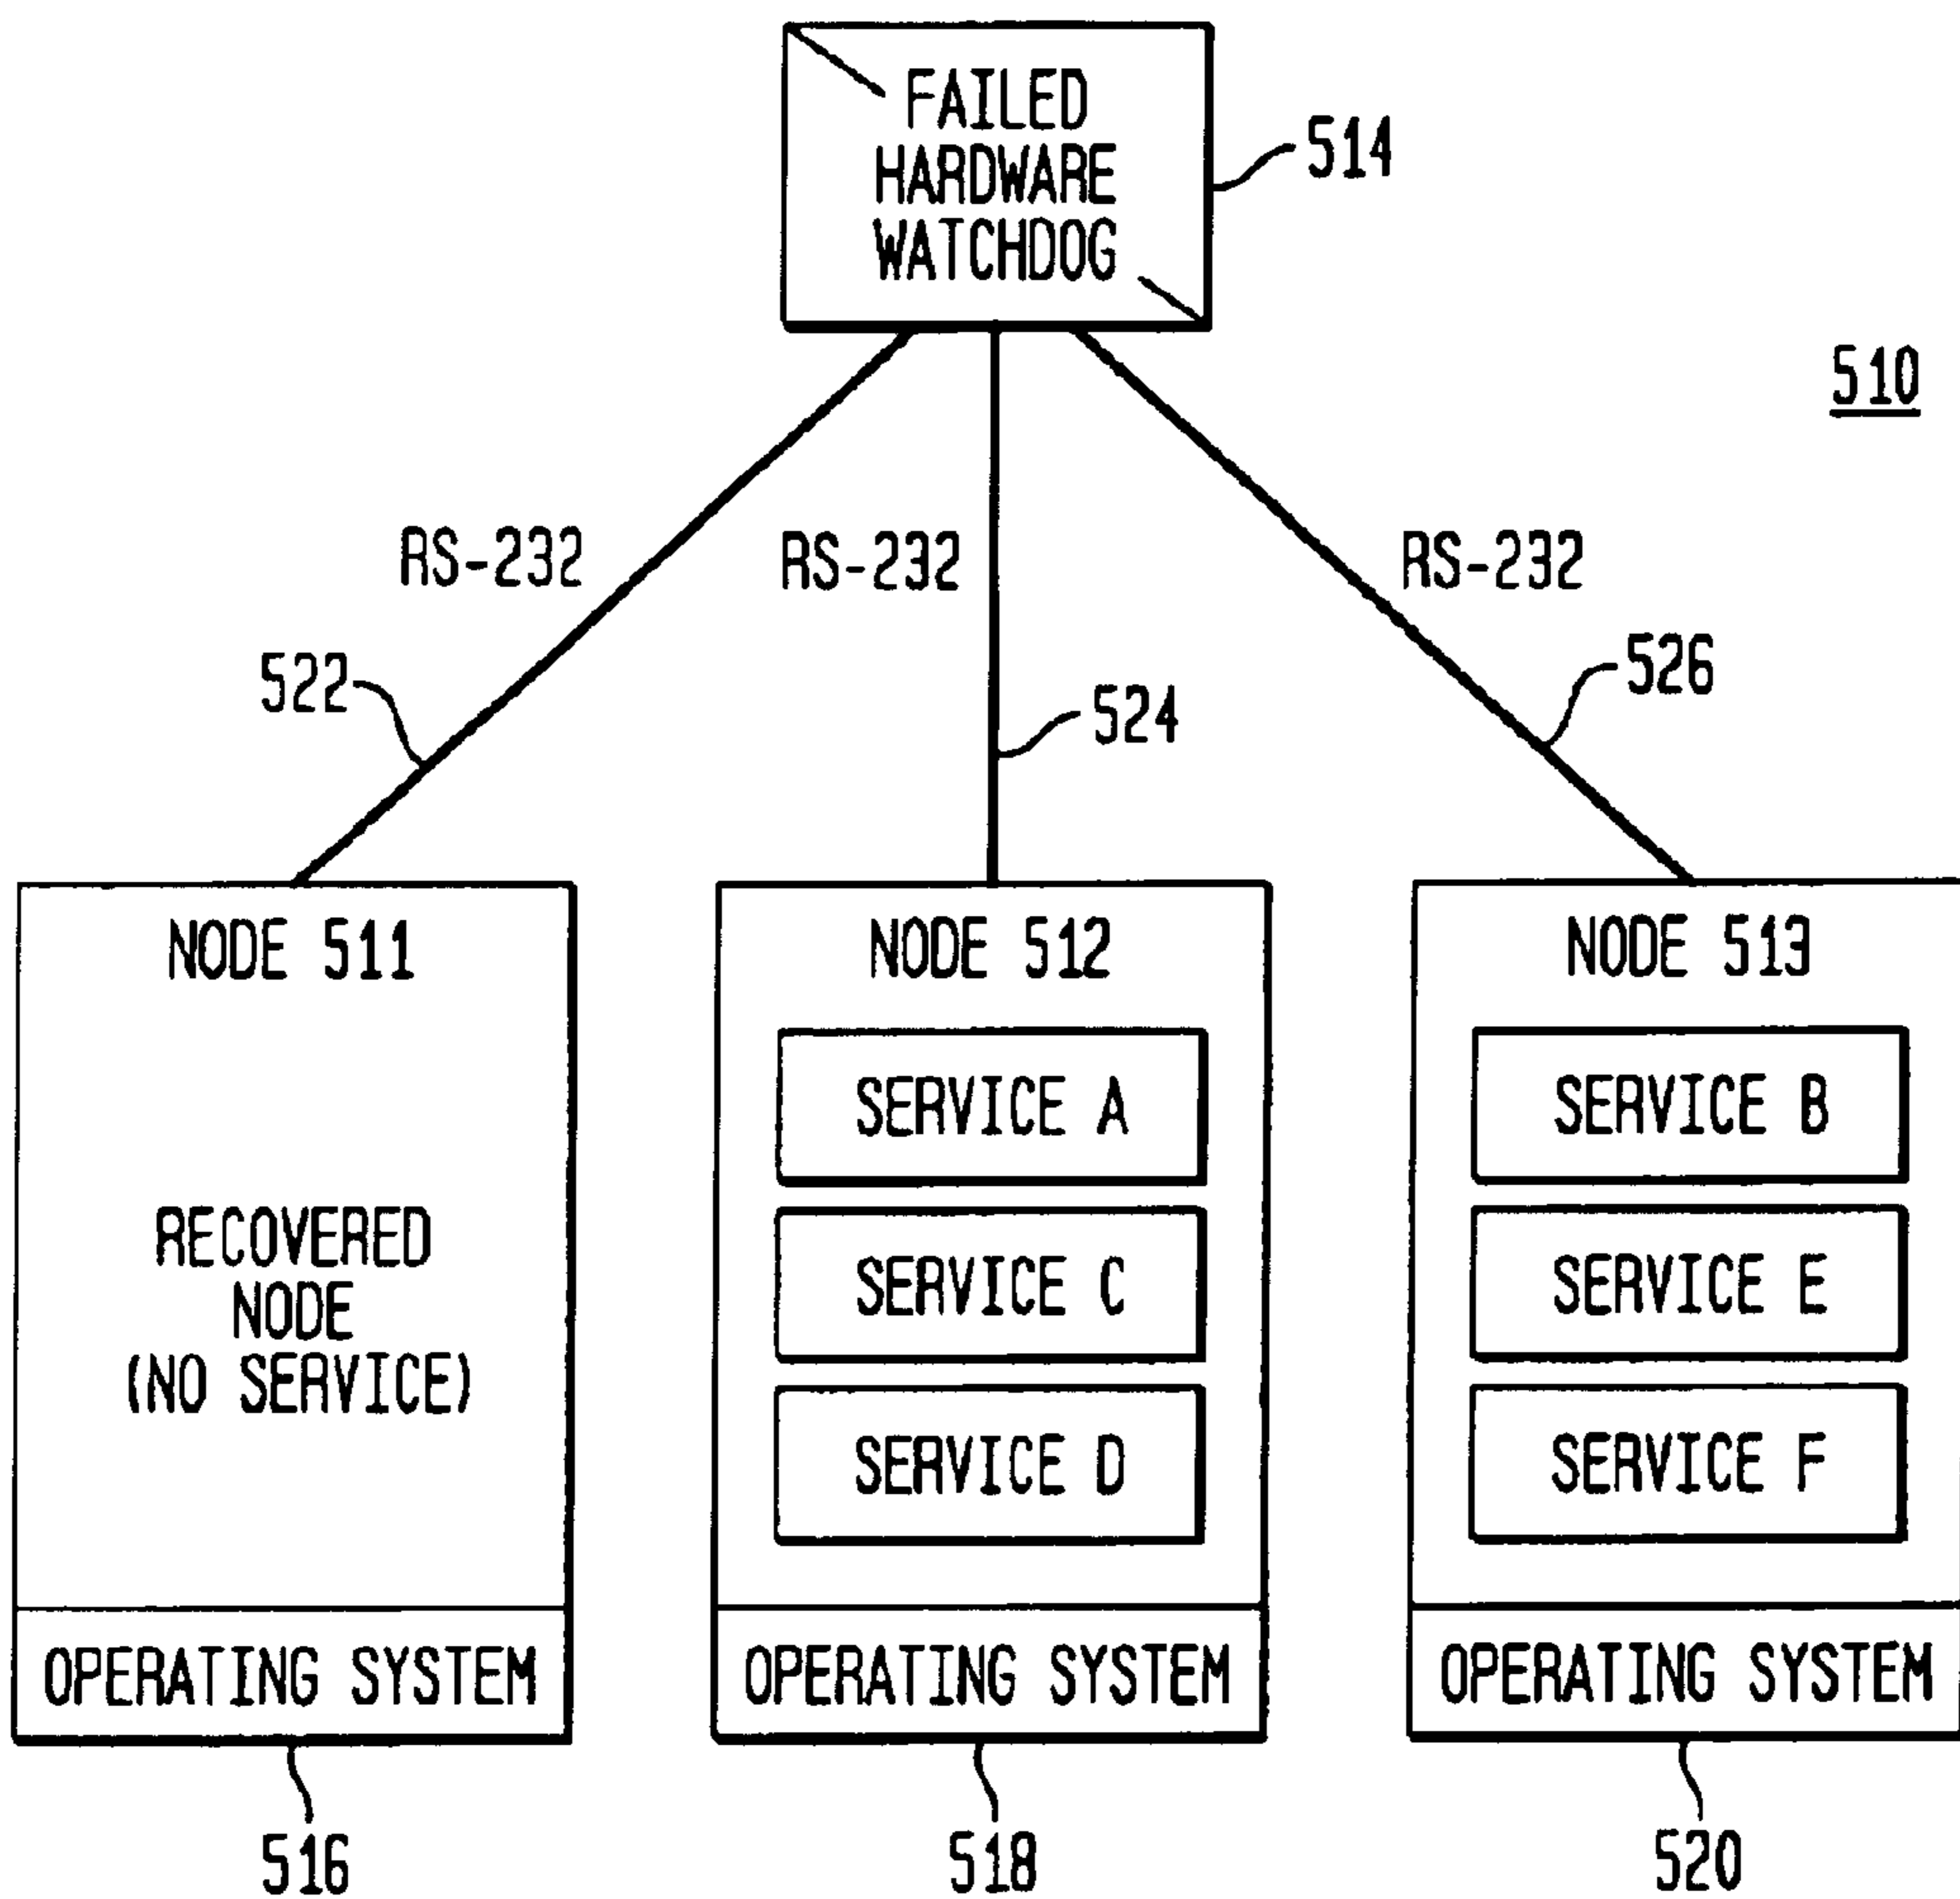 FAILED
HARDWARE
WATCHDOG
514
510
RS-232
RS-232
RS-232
522
524
526
NODE 511
RECOVERED
NODE
(NO SERVICE)
OPERATING SYSTEM
516
NODE 512
SERVICE A
SERVICE C
SERVICE D
OPERATING SYSTEM
518
NODE 513
SERVICE B
SERVICE E
SERVICE F
OPERATING SYSTEM
520